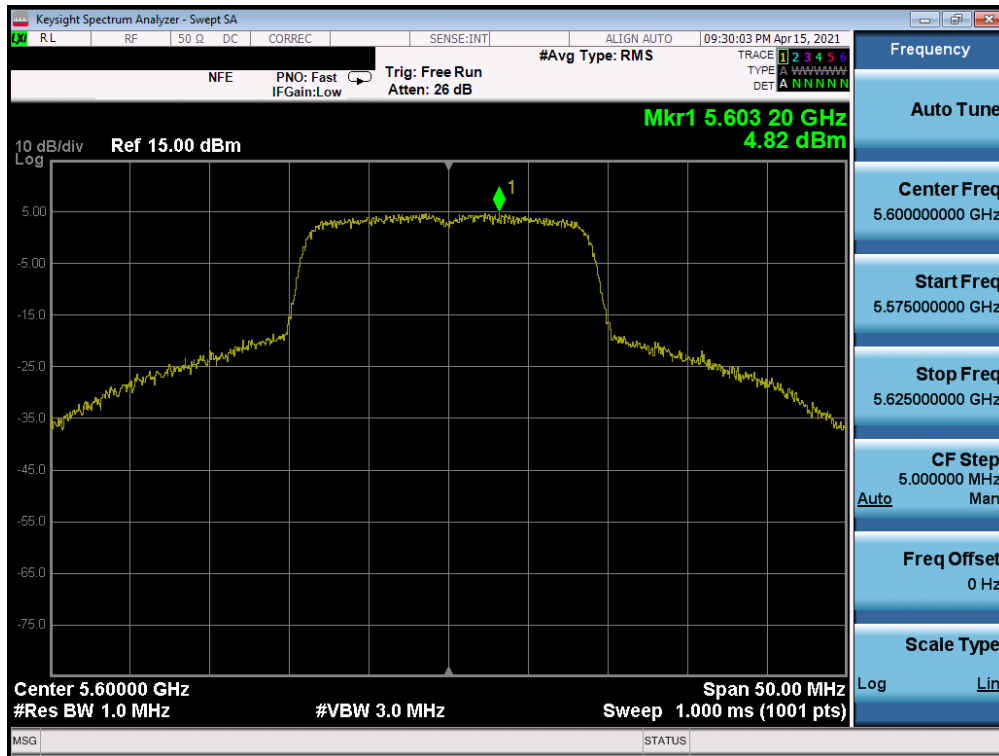 Keysight Spectrum Analyzer - Swept SA
LXI RL RF 50 Ω DC CORREC SENSE:INT ALIGN AUTO 09:30:03 PM Apr 15, 2021
NFE PNO: Fast Trig: Free Run #Avg Type: RMS TRACE 1 2 3 4 5 6
IFGain:Low Atten: 26 dB TYPE A WWWWW
DET A N N N N N
Mkr1 5.603 20 GHz
4.82 dBm
10 dB/div Ref 15.00 dBm
Log
1
5.00
-5.00
-15.0
-25.0
-35.0
-45.0
-55.0
-65.0
-75.0
Center 5.60000 GHz Span 50.00 MHz
#Res BW 1.0 MHz #VBW 3.0 MHz Sweep 1.000 ms (1001 pts)
MSG STATUS
Frequency
Auto Tune
Center Freq
5.600000000 GHz
Start Freq
5.575000000 GHz
Stop Freq
5.625000000 GHz
CF Step
5.000000 MHz
Auto Man
Freq Offset
0 Hz
Scale Type
Log Lin